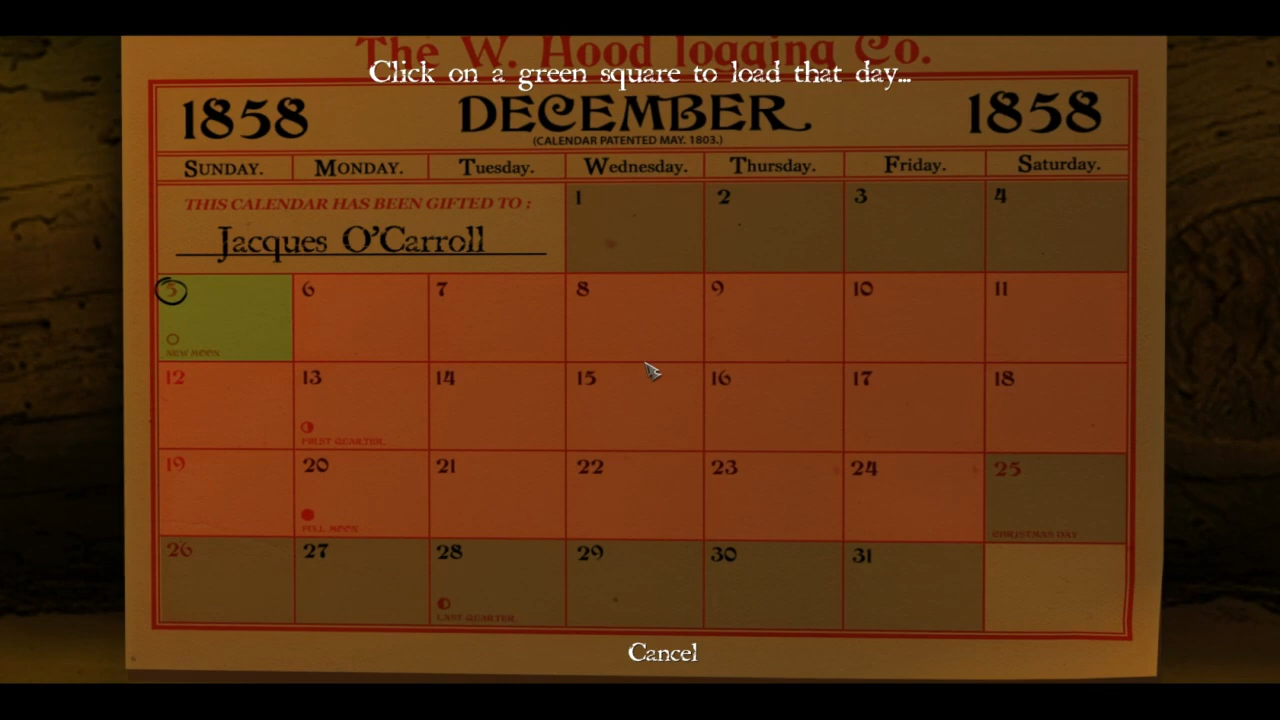 The W. Hood logging Co.
Click on a green square to load that day...
1858 DECEMBER 1858
(CALENDAR PATENTED MAY. 1803.)
SUNDAY. MONDAY. Tuesday. Wednesday. Thursday. Friday. Saturday.
THIS CALENDAR HAS BEEN GIFTED TO :
Jacques O'Carroll
1 2 3 4
5 6 7 8 9 10 11
NEW MOON
12 13 14 15 16 17 18
FIRST QUARTER.
19 20 21 22 23 24 25
FULL MOON
CHRISTMAS DAY
26 27 28 29 30 31
LAST QUARTER.
Cancel